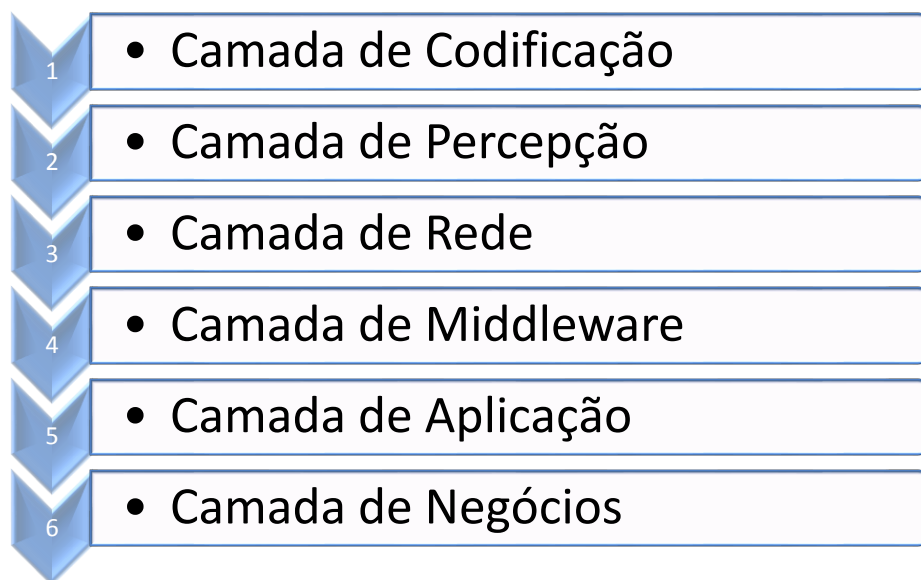 1 • Camada de Codificação
2 • Camada de Percepção
3 • Camada de Rede
4 • Camada de Middleware
5 • Camada de Aplicação
6 • Camada de Negócios